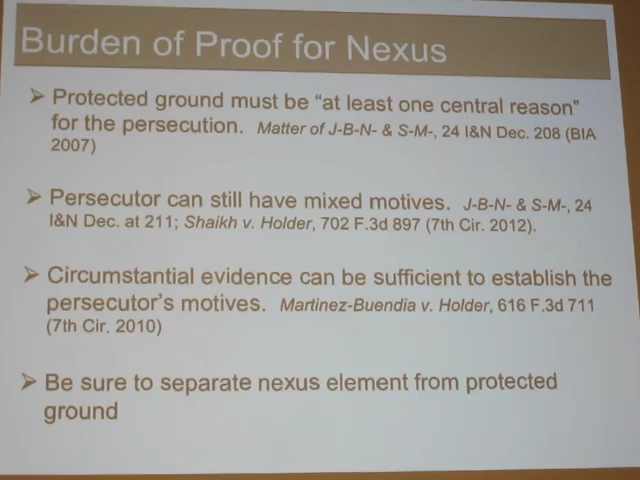 Burden of Proof for Nexus
➢ Protected ground must be “at least one central reason”
for the persecution. Matter of J-B-N- & S-M-, 24 I&N Dec. 208 (BIA
2007)
➢ Persecutor can still have mixed motives. J-B-N- & S-M-, 24
I&N Dec. at 211; Shaikh v. Holder, 702 F.3d 897 (7th Cir. 2012).
➢ Circumstantial evidence can be sufficient to establish the
persecutor’s motives. Martinez-Buendia v. Holder, 616 F.3d 711
(7th Cir. 2010)
➢ Be sure to separate nexus element from protected
ground